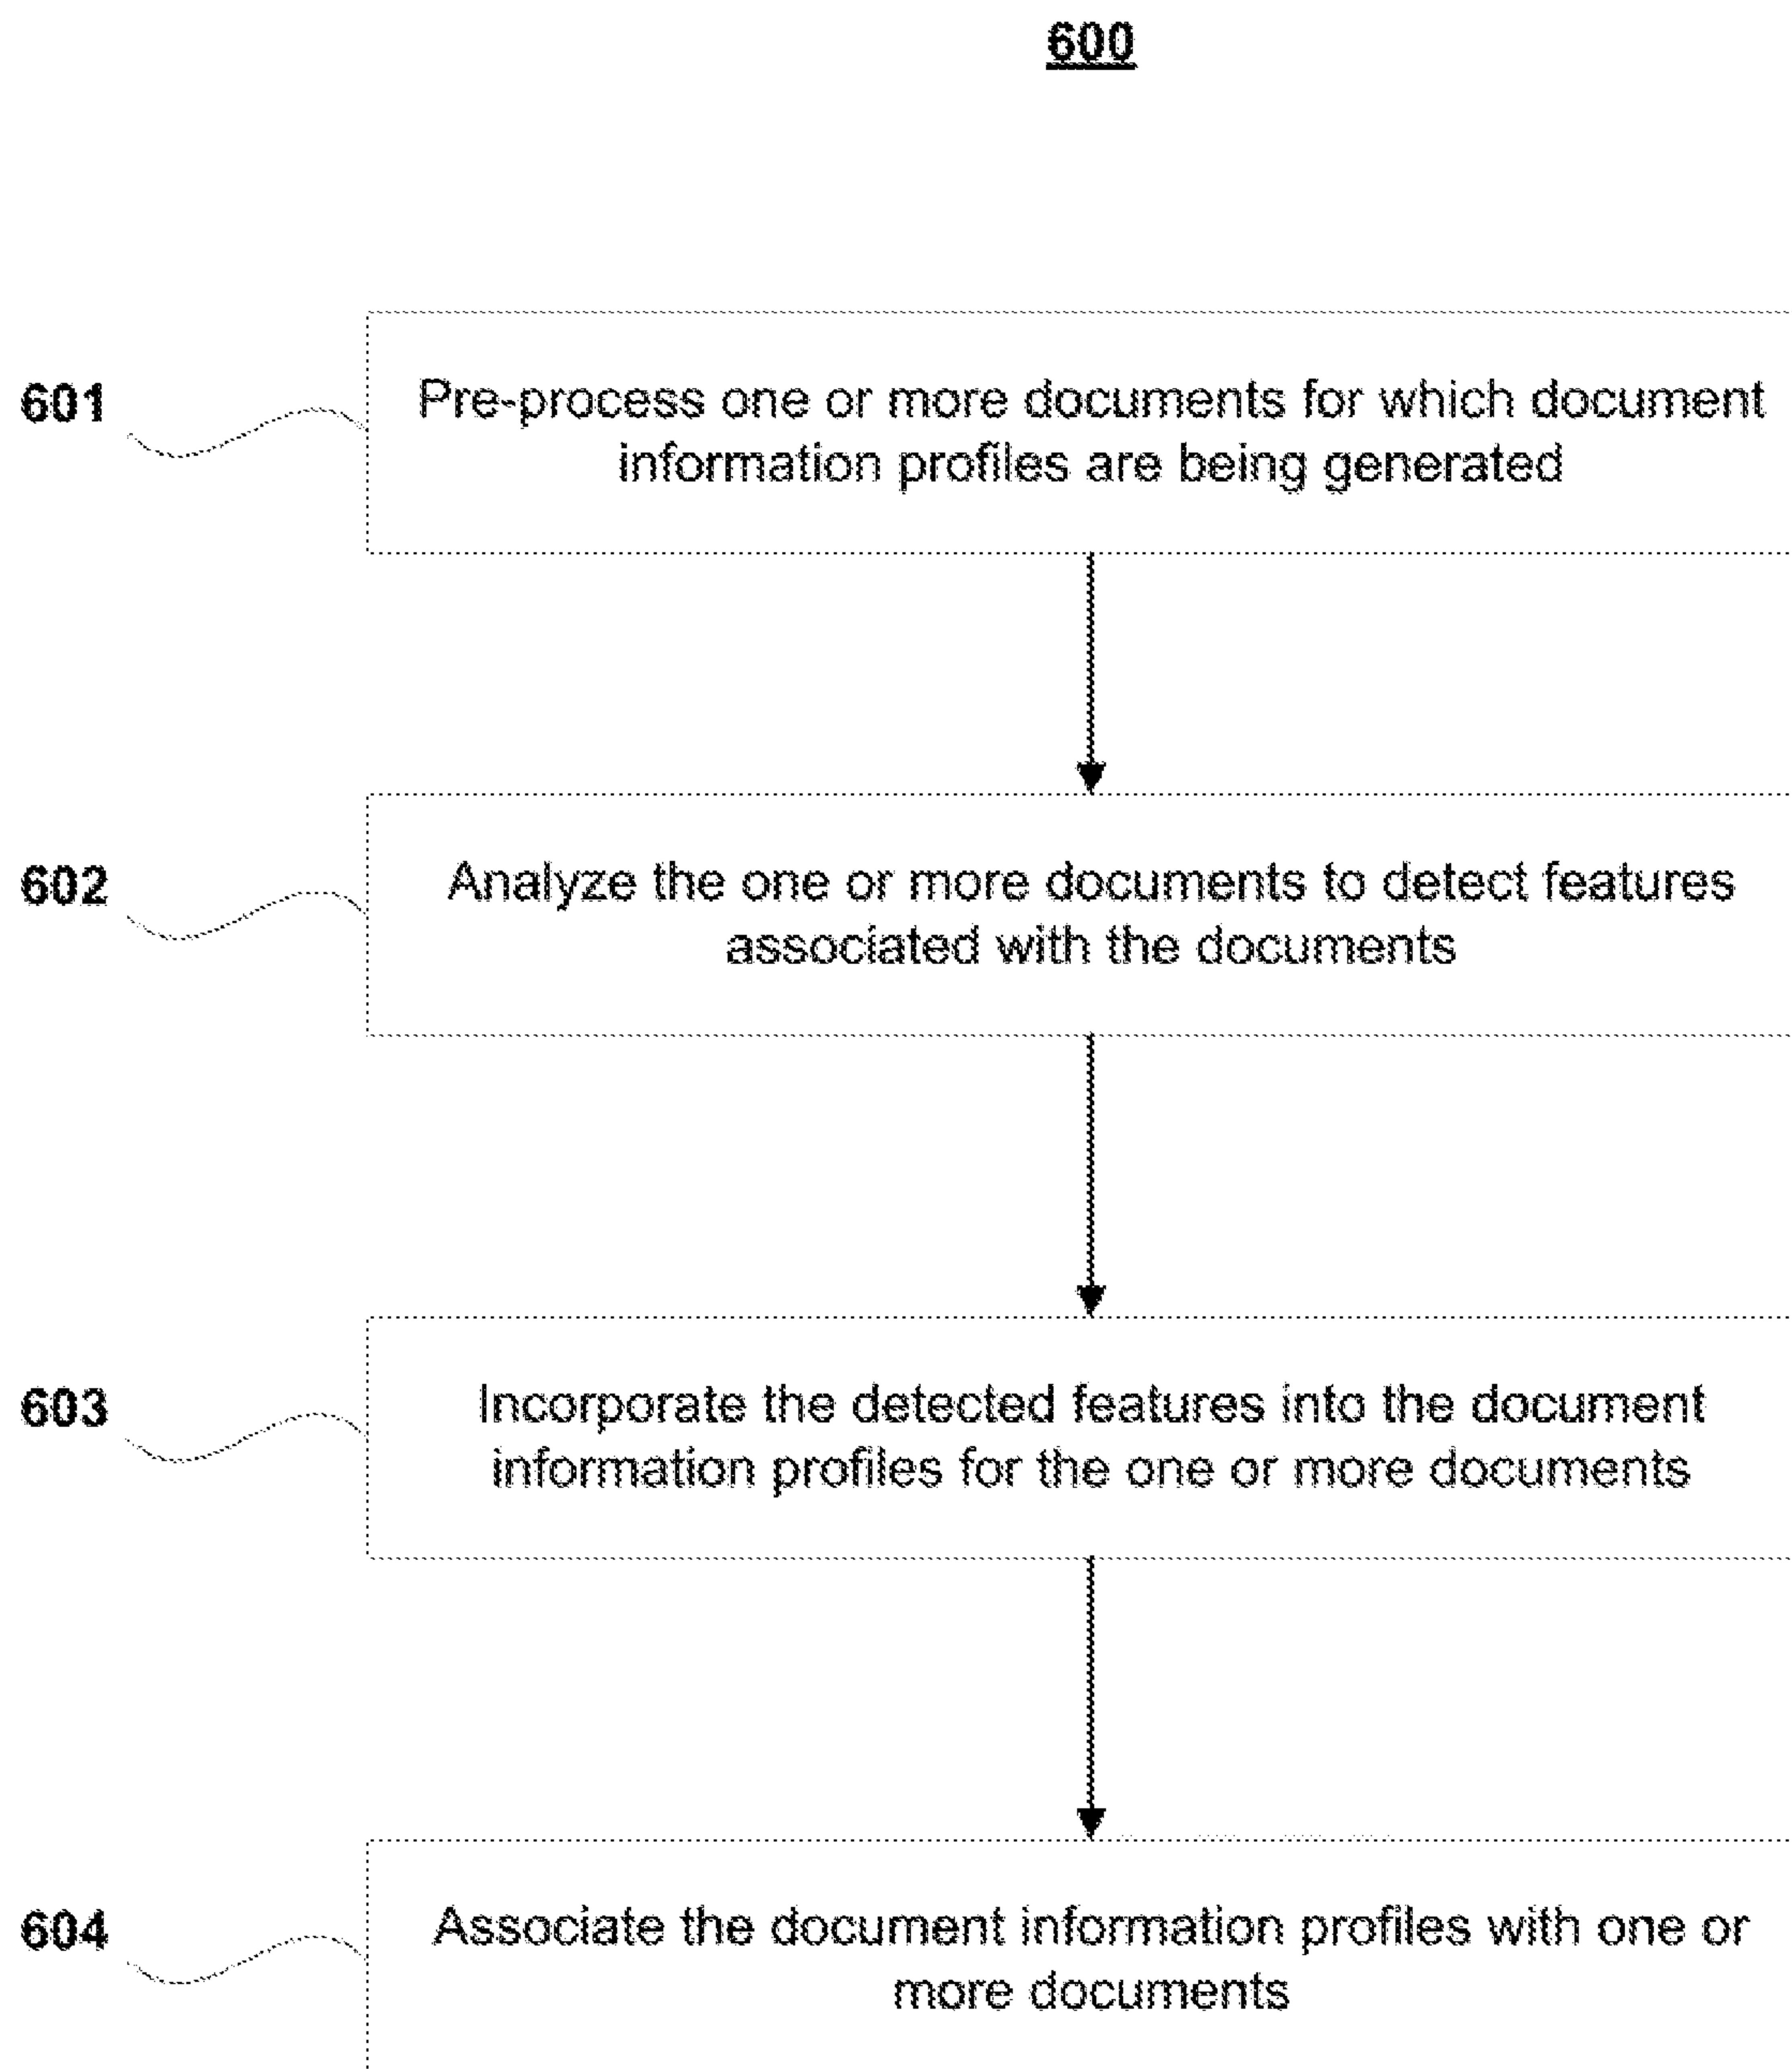 600
601
Pre-process one or more documents for which document
information profiles are being generated
602
Analyze the one or more documents to detect features
associated with the documents
603
Incorporate the detected features into the document
information profiles for the one or more documents
604
Associate the document information profiles with one or
more documents